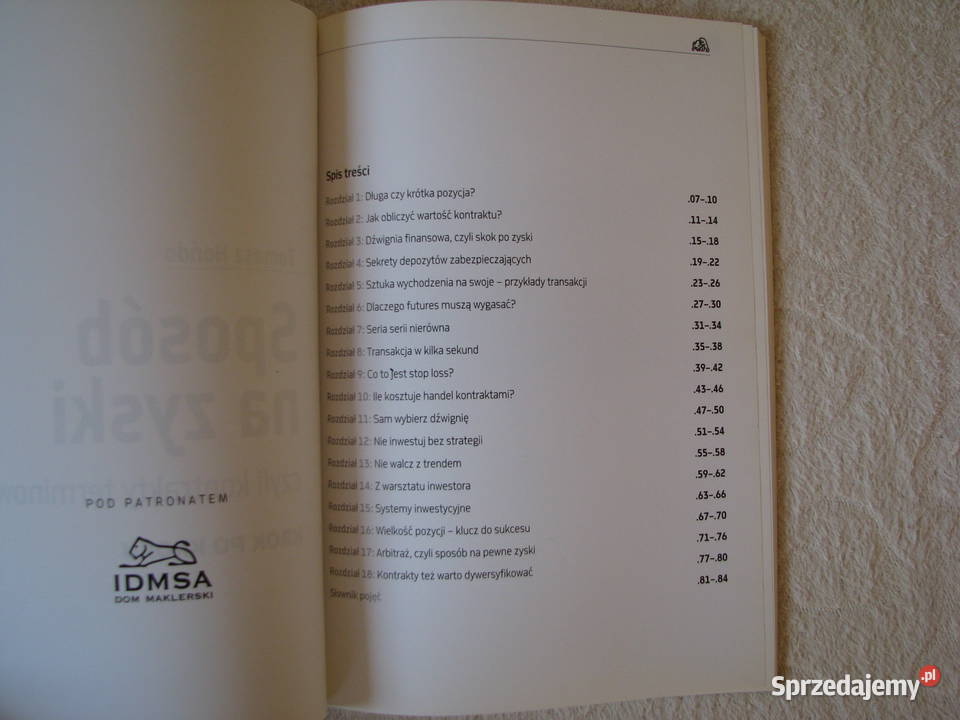 Tomasz
Sposób
na zyski
czyli kontrakty
POD PATRONATEM
IDMSA
DOM MAKLERSKI
Spis treści
Rozdział 1: Długa czy krótka pozycja? .07–.10
Rozdział 2: Jak obliczyć wartość kontraktu? .11–.14
Rozdział 3: Dźwignia finansowa, czyli skok po zyski .15–.18
Rozdział 4: Sekrety depozytów zabezpieczających .19–.22
Rozdział 5: Sztuka wychodzenia na swoje – przykłady transakcji .23–.26
Rozdział 6: Dlaczego futures muszą wygasać? .27–.30
Rozdział 7: Seria serii nierówna .31–.34
Rozdział 8: Transakcja w kilka sekund .35–.38
Rozdział 9: Co to jest stop loss? .39–.42
Rozdział 10: Ile kosztuje handel kontraktami? .43–.46
Rozdział 11: Sam wybierz dźwignię .47–.50
Rozdział 12: Nie inwestuj bez strategii .51–.54
Rozdział 13: Nie walcz z trendem .55–.58
Rozdział 14: Z warsztatu inwestora .59–.62
Rozdział 15: Systemy inwestycyjne .63–.66
Rozdział 16: Wielkość pozycji – klucz do sukcesu .67–.70
Rozdział 17: Arbitraż, czyli sposób na pewne zyski .71–.76
Rozdział 18: Kontrakty też warto dywersyfikować .77–.80
Słownik pojęć .81–.84
Sprzedajemy.pl